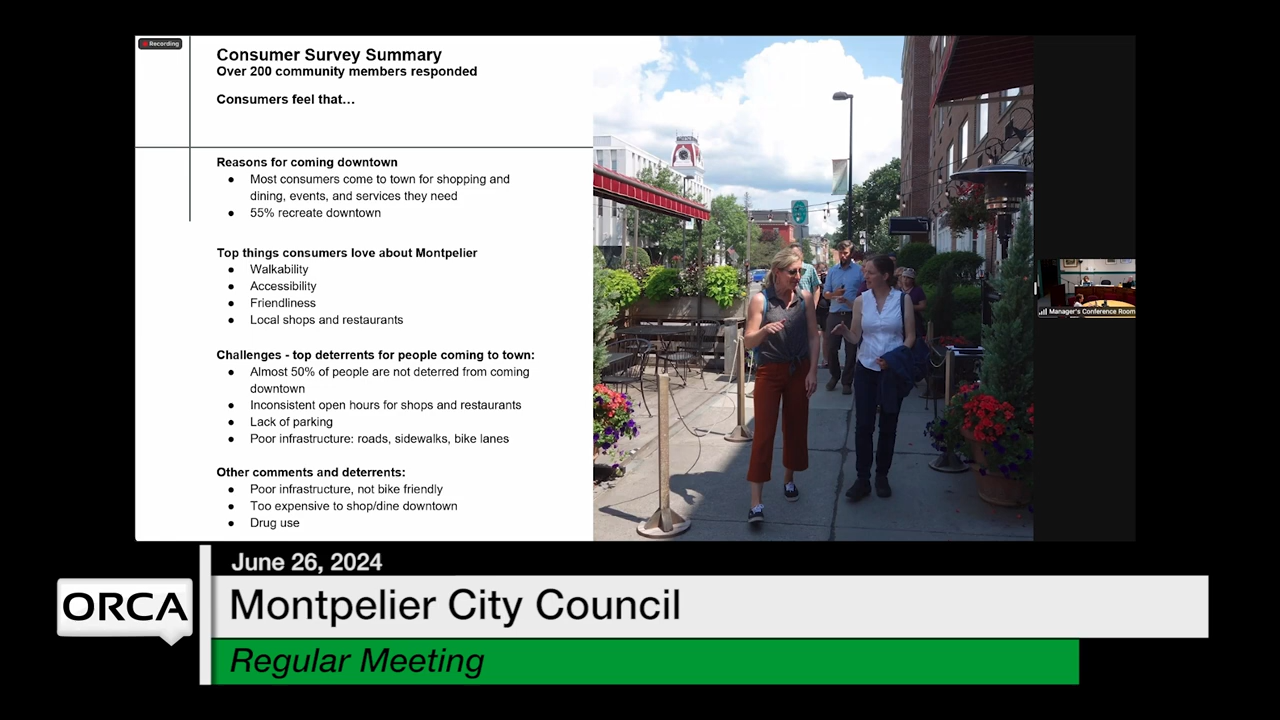 Recording
Consumer Survey Summary
Over 200 community members responded
Consumers feel that…
Reasons for coming downtown
● Most consumers come to town for shopping and
dining, events, and services they need
● 55% recreate downtown
Top things consumers love about Montpelier
● Walkability
● Accessibility
● Friendliness
● Local shops and restaurants
Challenges - top deterrents for people coming to town:
● Almost 50% of people are not deterred from coming
downtown
● Inconsistent open hours for shops and restaurants
● Lack of parking
● Poor infrastructure: roads, sidewalks, bike lanes
Other comments and deterrents:
● Poor infrastructure, not bike friendly
● Too expensive to shop/dine downtown
● Drug use
Manager's Conference Room
June 26, 2024
ORCA
Montpelier City Council
Regular Meeting